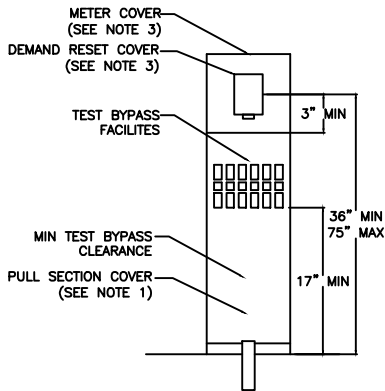 METER COVER
(SEE NOTE 3)
DEMAND RESET COVER
(SEE NOTE 3)
3" MIN
TEST BYPASS
FACILITES
36" MIN
75" MAX
MIN TEST BYPASS
CLEARANCE
17" MIN
PULL SECTION COVER
(SEE NOTE 1)